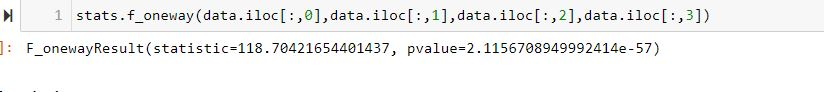 1 stats.f_oneway(data.iloc[:,0],data.iloc[:,1],data.iloc[:,2],data.iloc[:,3])
]: F_onewayResult(statistic=118.70421654401437, pvalue=2.1156708949992414e-57)